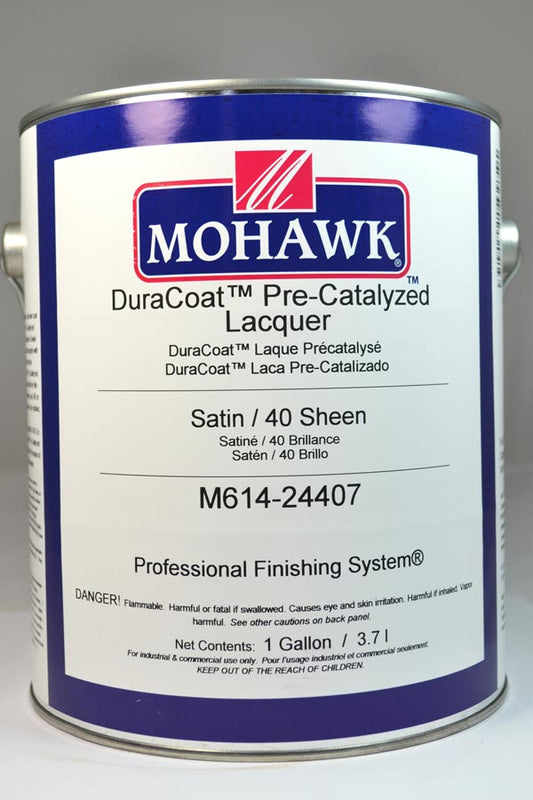 M
MOHAWK®
™
DuraCoat™ Pre-Catalyzed
Lacquer
DuraCoat™ Laque Précatalysé
DuraCoat™ Laca Pre-Catalizado
Satin / 40 Sheen
Satiné / 40 Brillance
Satén / 40 Brillo
M614-24407
Professional Finishing System®
DANGER! Flammable. Harmful or fatal if swallowed. Causes eye and skin irritation. Harmful if inhaled. Vapor
harmful. See other cautions on back panel.
Net Contents: 1 Gallon / 3.7 l
For industrial & commercial use only. Pour l'usage industriel et commercial seulement.
KEEP OUT OF THE REACH OF CHILDREN.